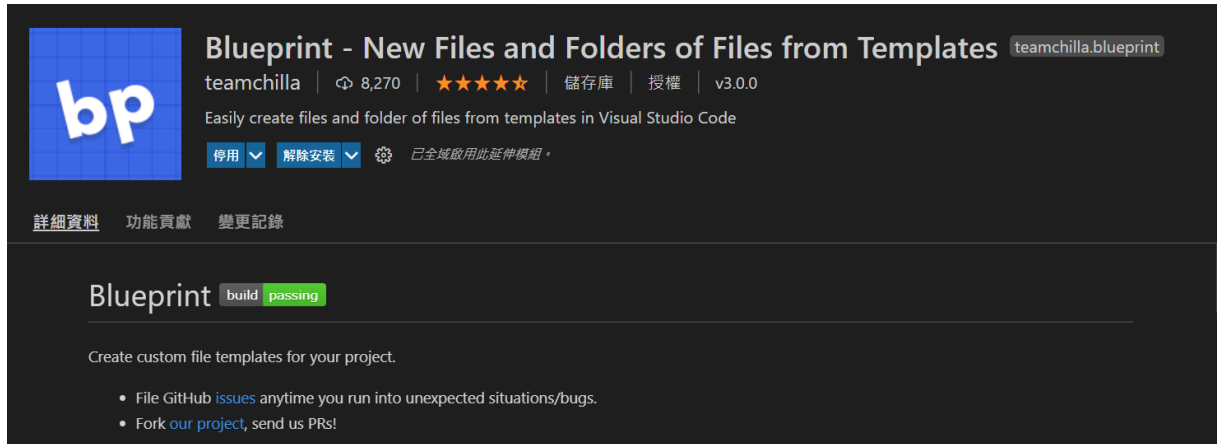 bp
Blueprint - New Files and Folders of Files from Templates teamchilla.blueprint
teamchilla 8,270 儲存庫 授權 v3.0.0
Easily create files and folder of files from templates in Visual Studio Code
停用 解除安裝 已全域啟用此延伸模組。
詳細資料 功能貢獻 變更記錄
Blueprint build passing
Create custom file templates for your project.
• File GitHub issues anytime you run into unexpected situations/bugs.
• Fork our project, send us PRs!